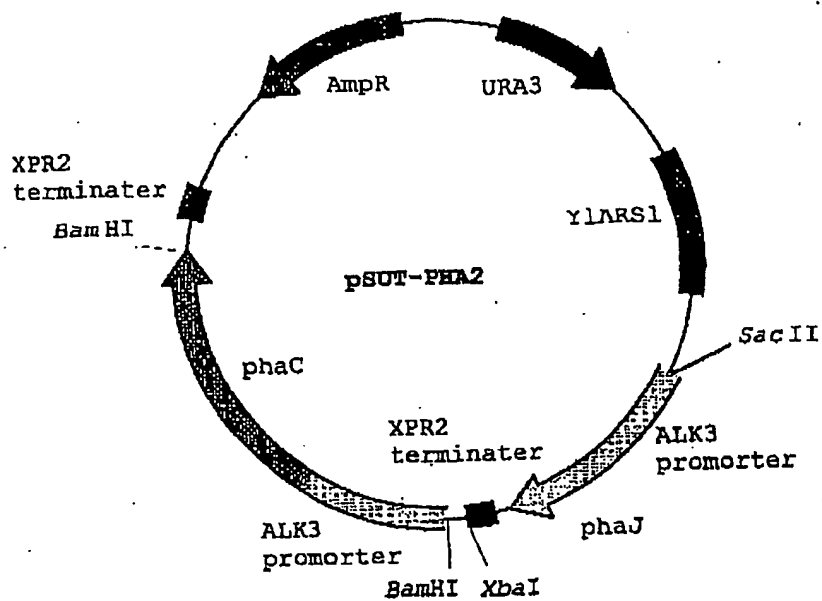 AmpR
URA3
XPR2
terminater
BamHI
YlARS1
pSUT-PHA2
SacII
phaC
XPR2
terminater
ALK3
promorter
ALK3
promorter
phaJ
BamHI
XbaI